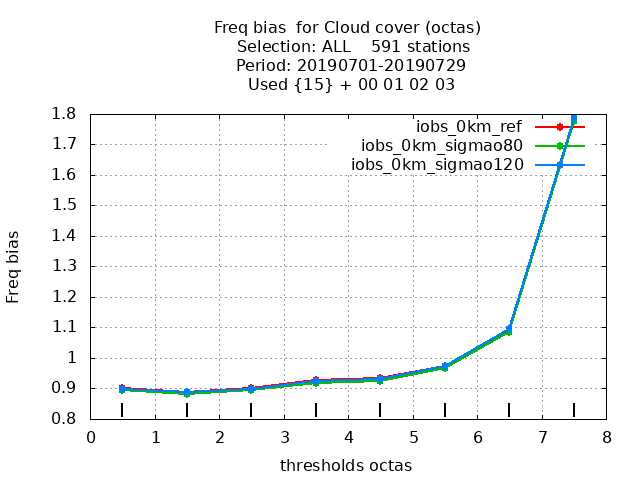 Freq bias  for Cloud cover (octas)
Selection: ALL    591 stations
Period: 20190701-20190729
Used {15} + 00 01 02 03
iobs_0km_ref
iobs_0km_sigmao80
iobs_0km_sigmao120
Freq bias
1.8
1.7
1.6
1.5
1.4
1.3
1.2
1.1
1
0.9
0.8
0 1 2 3 4 5 6 7 8
thresholds octas